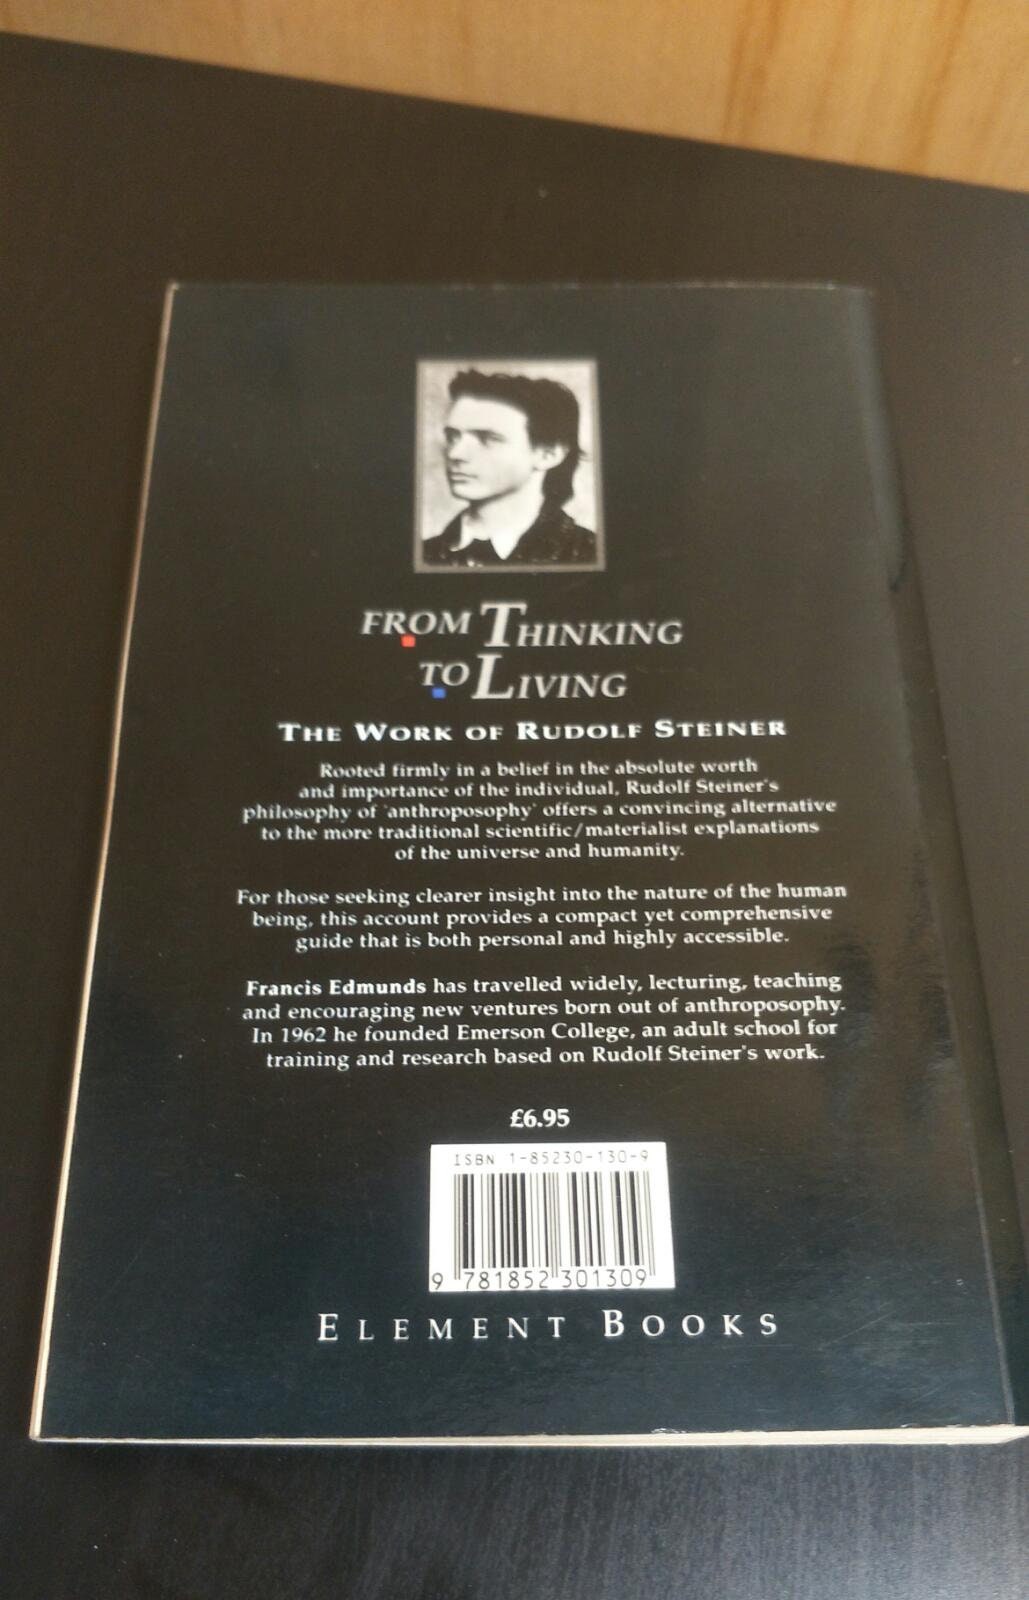 FROM THINKING
TO LIVING
THE WORK OF RUDOLF STEINER
Rooted firmly in a belief in the absolute worth
and importance of the individual, Rudolf Steiner's
philosophy of 'anthroposophy' offers a convincing alternative
to the more traditional scientific/materialist explanations
of the universe and humanity.
For those seeking clearer insight into the nature of the human
being, this account provides a compact yet comprehensive
guide that is both personal and highly accessible.
Francis Edmunds has travelled widely, lecturing, teaching
and encouraging new ventures born out of anthroposophy.
In 1962 he founded Emerson College, an adult school for
training and research based on Rudolf Steiner's work.
£6.95
ISBN 1-85230-130-9
9 781852 301309
ELEMENT BOOKS